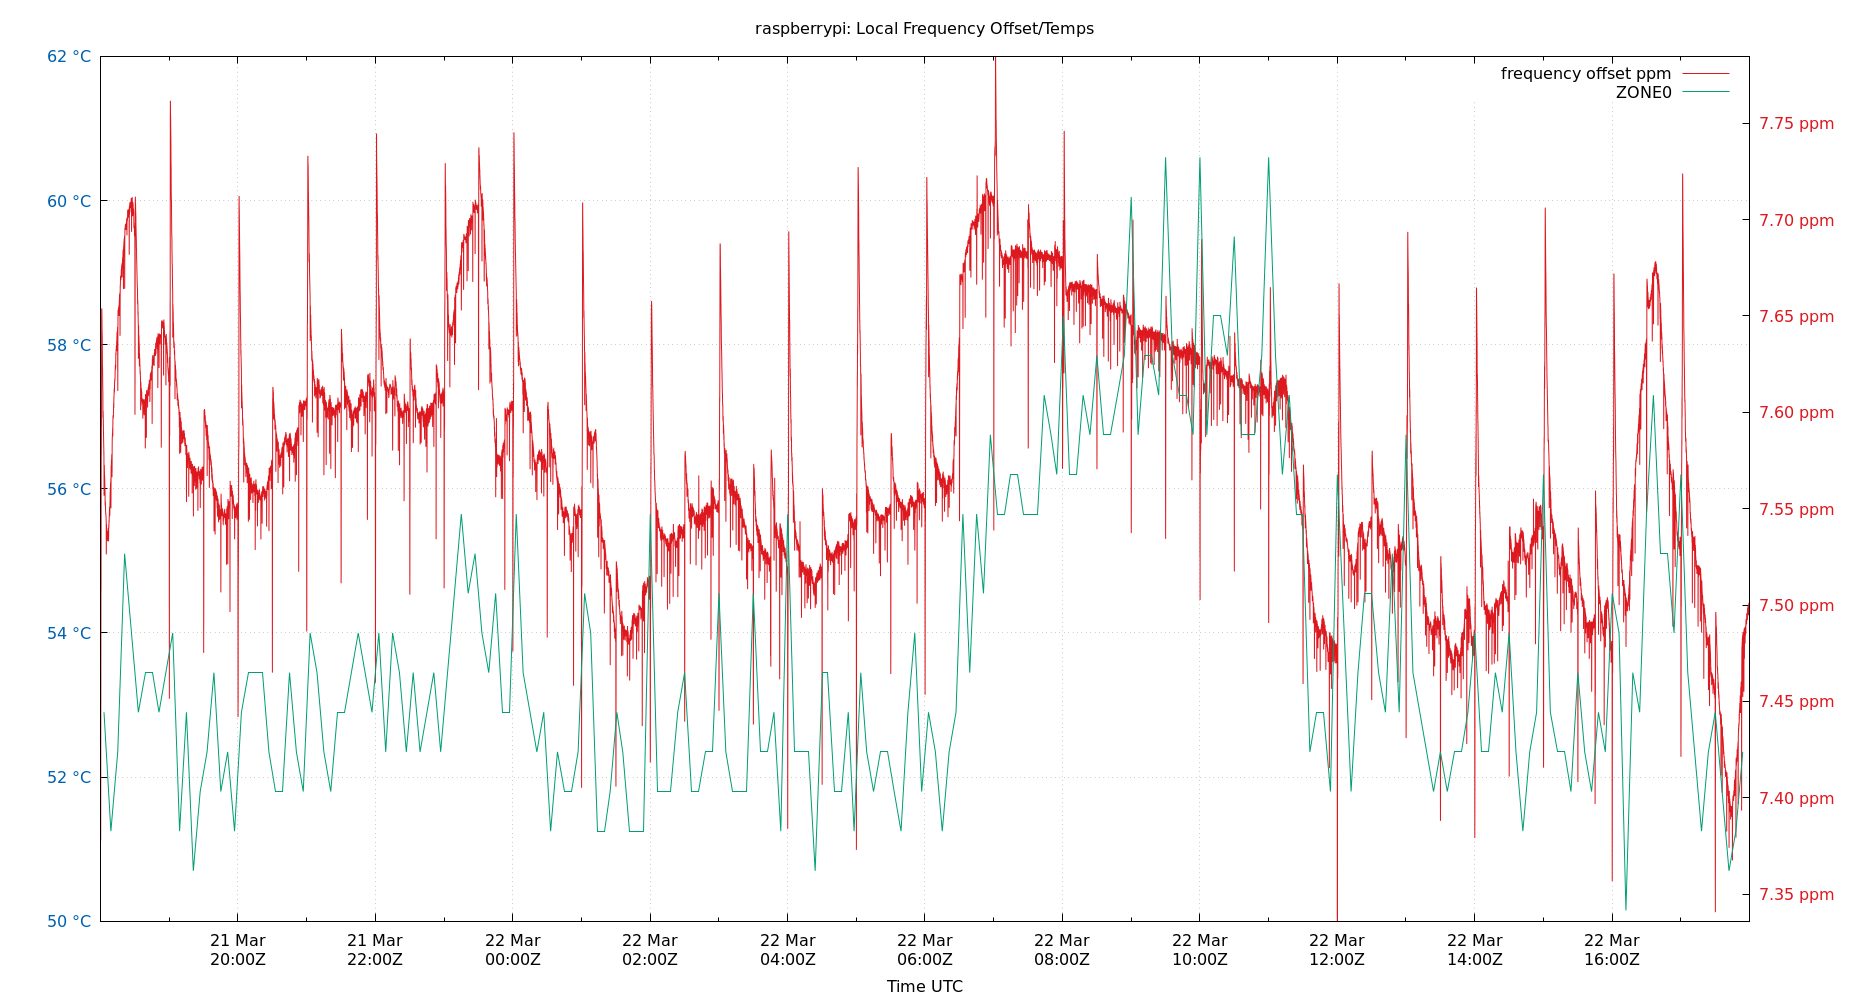 raspberrypi: Local Frequency Offset/Temps
frequency offset ppm
ZONE0
62 °C
60 °C
58 °C
56 °C
54 °C
52 °C
50 °C
7.75 ppm
7.70 ppm
7.65 ppm
7.60 ppm
7.55 ppm
7.50 ppm
7.45 ppm
7.40 ppm
7.35 ppm
21 Mar 21 Mar 22 Mar 22 Mar 22 Mar 22 Mar 22 Mar 22 Mar 22 Mar 22 Mar 22 Mar
20:00Z 22:00Z 00:00Z 02:00Z 04:00Z 06:00Z 08:00Z 10:00Z 12:00Z 14:00Z 16:00Z
Time UTC